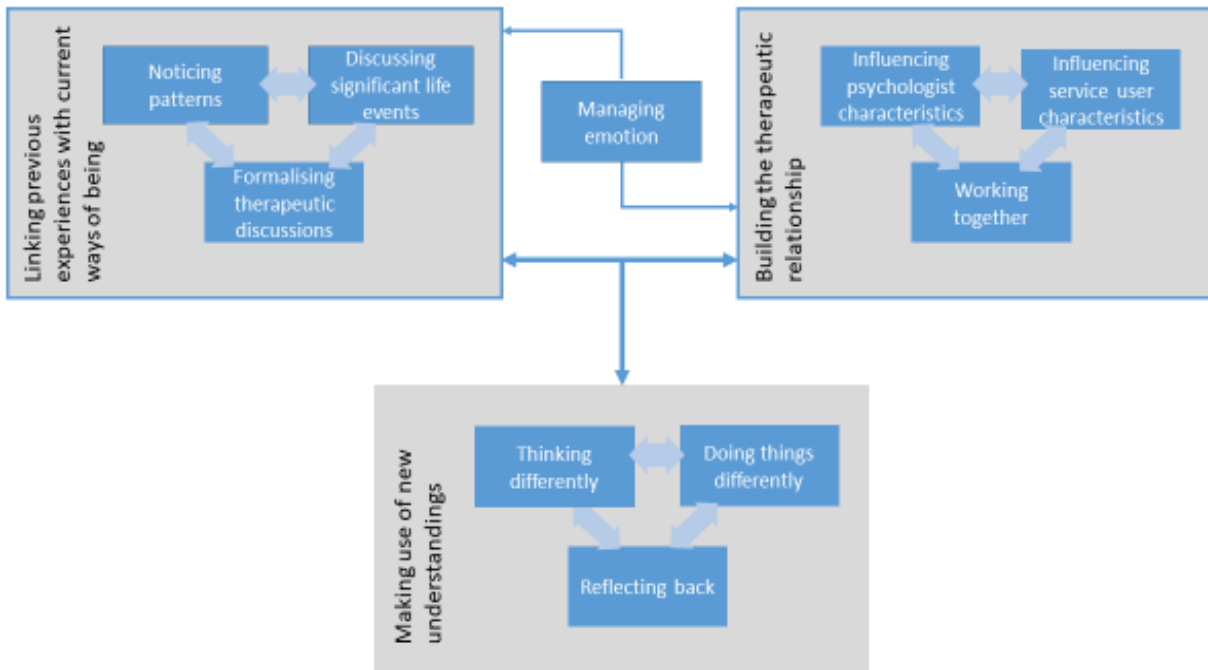 Linking previous
experiences with current
ways of being
Noticing
patterns
Discussing
significant life
events
Formalising
therapeutic
discussions
Managing
emotion
Building the therapeutic
relationship
Influencing
psychologist
characteristics
Influencing
service user
characteristics
Working
together
Making use of new
understandings
Thinking
differently
Doing things
differently
Reflecting back